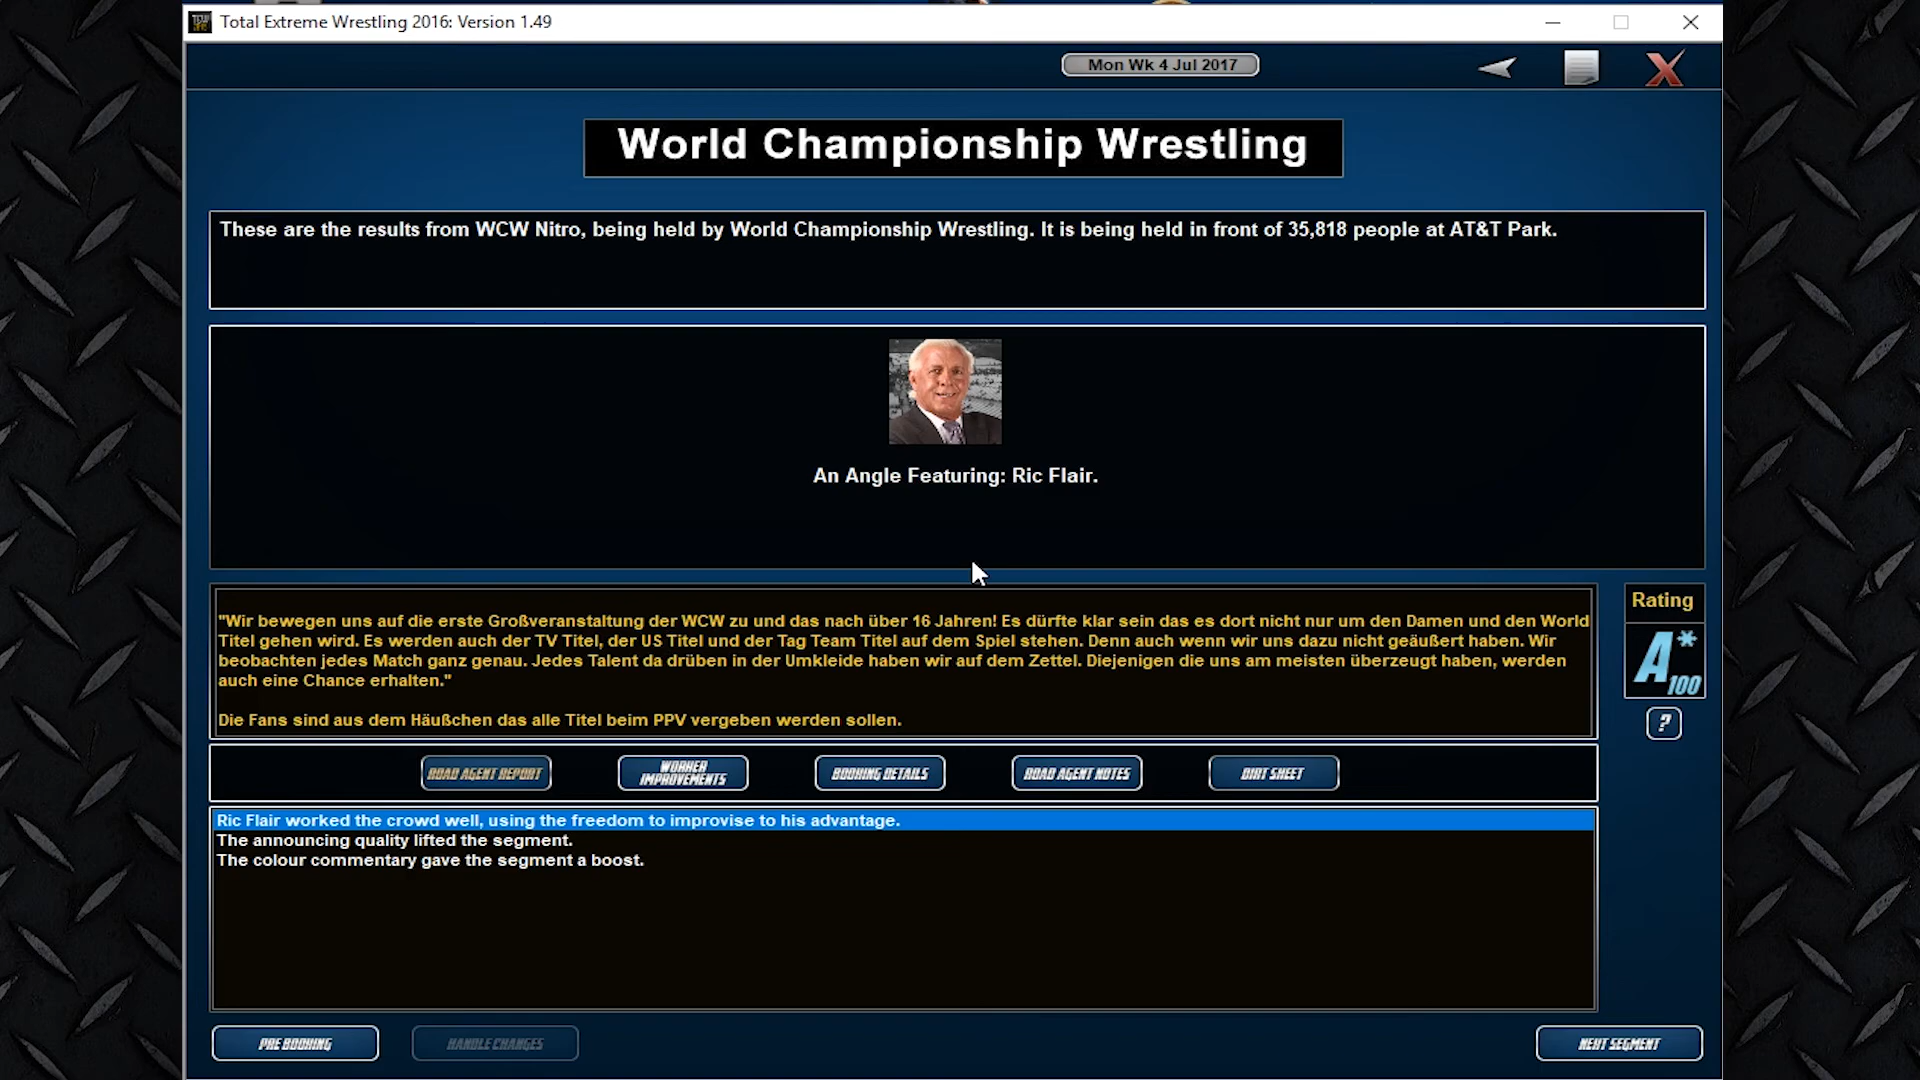 Total Extreme Wrestling 2016: Version 1.49
Mon Wk 4 Jul 2017
World Championship Wrestling
These are the results from WCW Nitro, being held by World Championship Wrestling. It is being held in front of 35,818 people at AT&T Park.
An Angle Featuring: Ric Flair.
"Wir bewegen uns auf die erste Großveranstaltung der WCW zu und das nach über 16 Jahren! Es dürfte klar sein das es dort nicht nur um den Damen und den World
Titel gehen wird. Es werden auch der TV Titel, der US Titel und der Tag Team Titel auf dem Spiel stehen. Denn auch wenn wir uns dazu nicht geäußert haben. Wir
beobachten jedes Match ganz genau. Jedes Talent da drüben in der Umkleide haben wir auf dem Zettel. Diejenigen die uns am meisten überzeugt haben, werden
auch eine Chance erhalten."
Die Fans sind aus dem Häußchen das alle Titel beim PPV vergeben werden sollen.
Rating
A*
100
?
ROAD AGENT REPORT
WORKER
IMPROVEMENTS
BOOKING DETAILS
ROAD AGENT NOTES
DIRT SHEET
Ric Flair worked the crowd well, using the freedom to improvise to his advantage.
The announcing quality lifted the segment.
The colour commentary gave the segment a boost.
PRE BOOKING
HANDLE CHANGES
NEXT SEGMENT